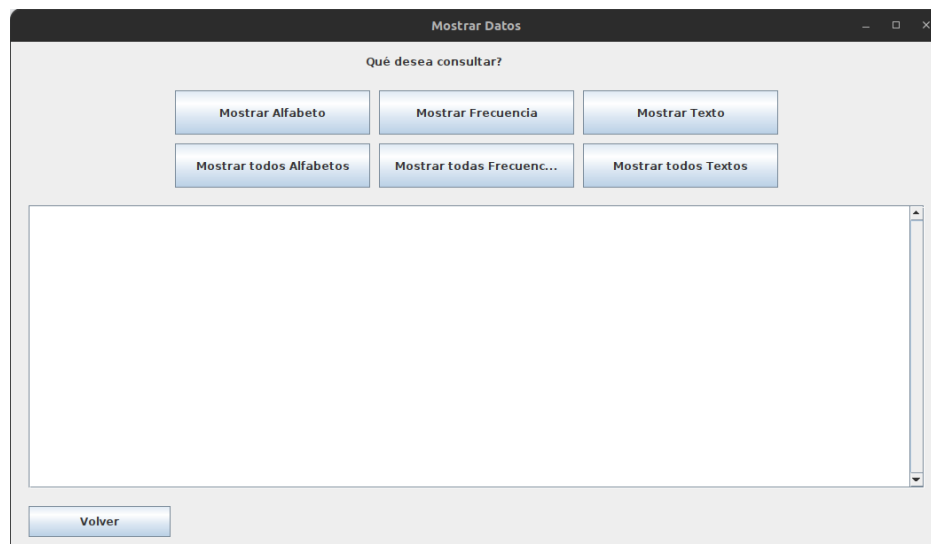 Mostrar Datos
Qué desea consultar?
Mostrar Alfabeto
Mostrar Frecuencia
Mostrar Texto
Mostrar todos Alfabetos
Mostrar todas Frecuenc...
Mostrar todos Textos
Volver